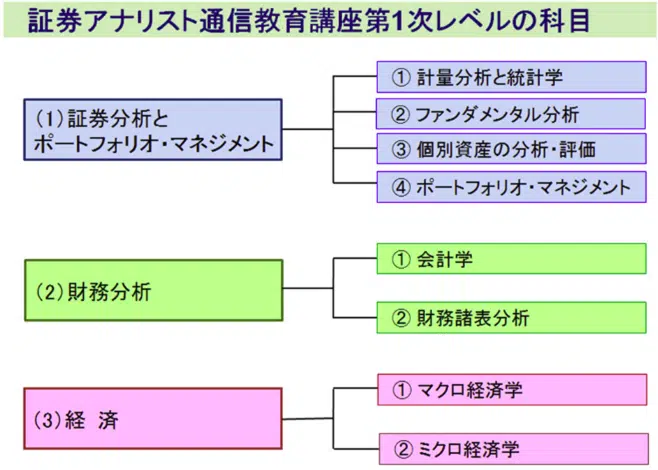 証券アナリスト通信教育講座第1次レベルの科目
(1)証券分析と
ポートフォリオ・マネジメント
① 計量分析と統計学
② ファンダメンタル分析
③ 個別資産の分析・評価
④ ポートフォリオ・マネジメント
(2)財務分析
① 会計学
② 財務諸表分析
(3)経 済
① マクロ経済学
② ミクロ経済学